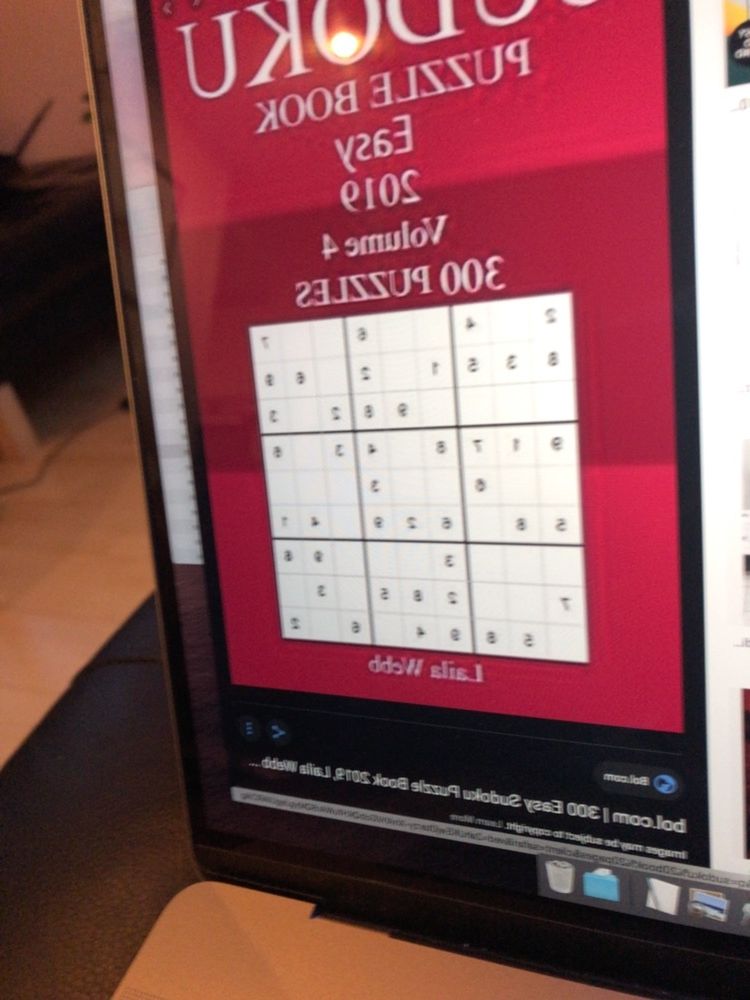 SUDOKU
PUZZLE BOOK
Easy
2019
Volume 4
300 PUZZLES
2 4 6 7
8 3 5 1 2 6 9
9 8 2 3
9 1 7 8 4 3 6
6 3
5 8 6 2 9 4 1
3 9 8
7 2 8 5 3
5 8 9 4 6 2
Laila Webb
Bol.com
bol.com | 300 Easy Sudoku Puzzle Book 2019, Laila Webb...
Images may be subject to copyright. Learn More